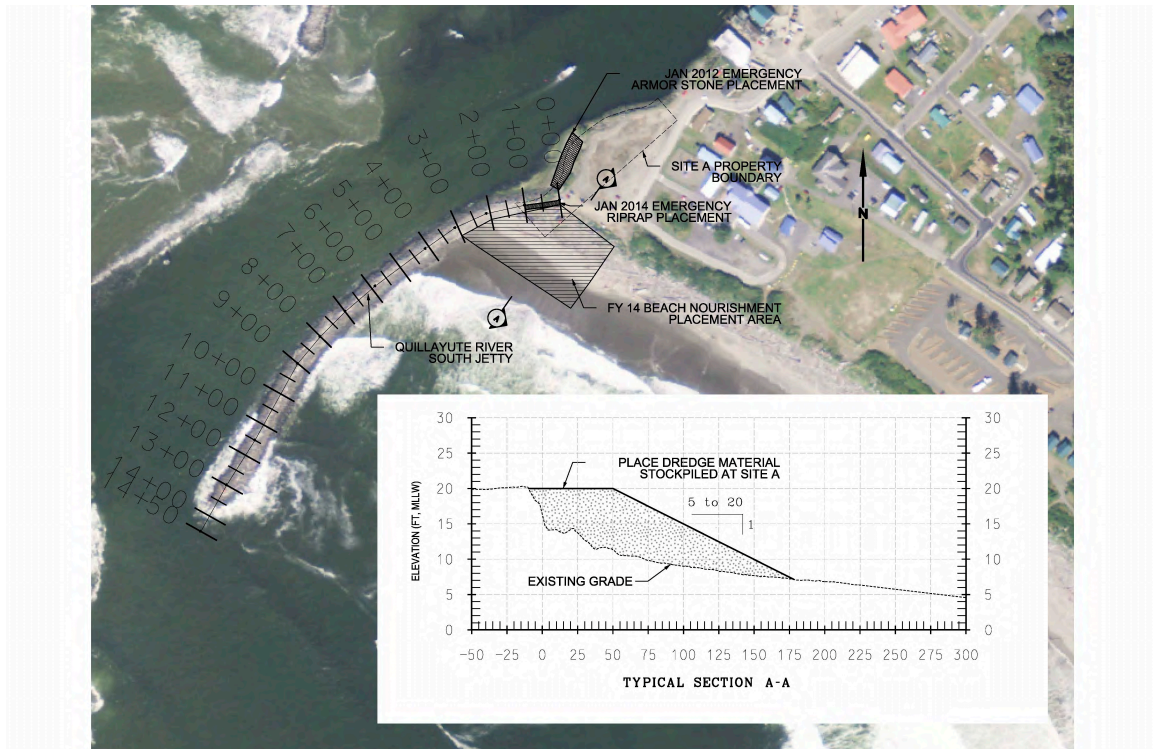 JAN 2012 EMERGENCY
ARMOR STONE PLACEMENT
0+00
1+00
2+00
3+00
4+00
5+00
6+00
7+00
8+00
9+00
10+00
11+00
12+00
13+00
14+00
14+50
SITE A PROPERTY
BOUNDARY
JAN 2014 EMERGENCY
RIPRAP PLACEMENT
N
FY 14 BEACH NOURISHMENT
PLACEMENT AREA
QUILLAYUTE RIVER
SOUTH JETTY
30 30
25 25
PLACE DREDGE MATERIAL
STOCKPILED AT SITE A
20 20
5 to 20
1
15 15
ELEVATION (FT, MLLW)
10 10
EXISTING GRADE
5 5
0 0
-50 -25 0 25 50 75 100 125 150 175 200 225 250 275 300
TYPICAL SECTION A-A